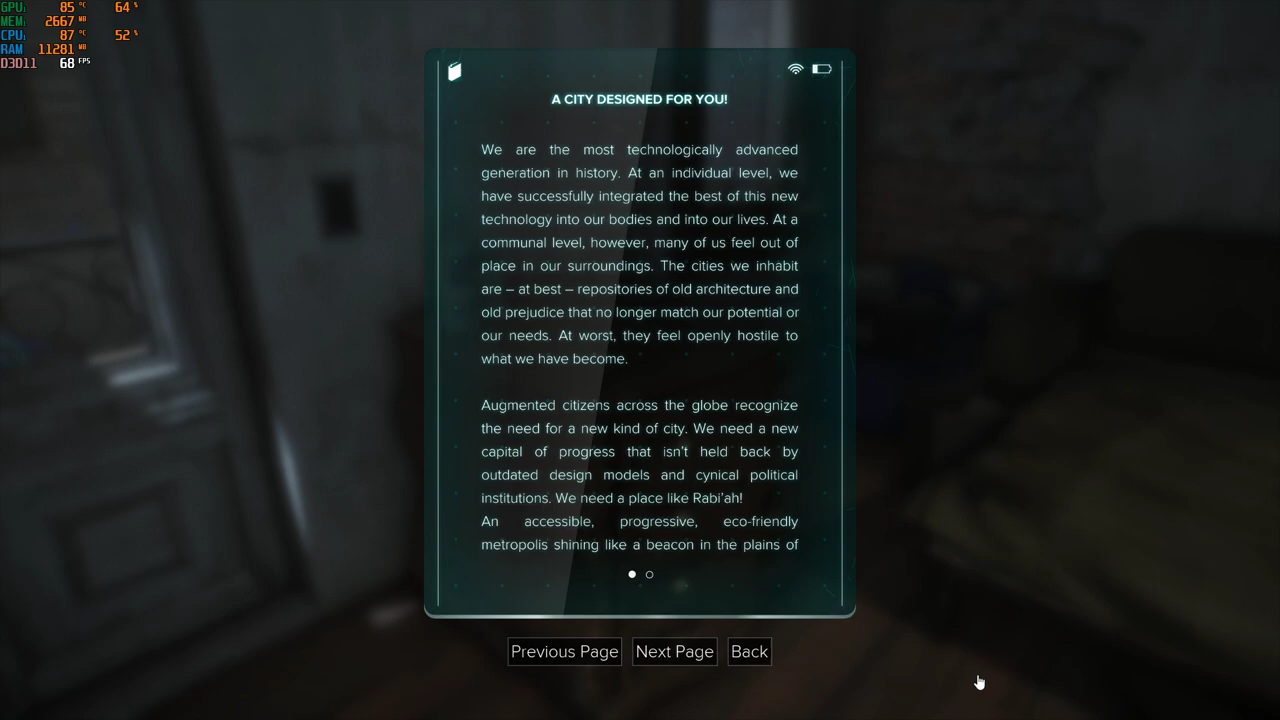 GPU 85 °C 64 %
MEM 2667 MB
CPU 87 °C 52 %
RAM 11281 MB
D3D11 68 FPS
A CITY DESIGNED FOR YOU!
We are the most technologically advanced
generation in history. At an individual level, we
have successfully integrated the best of this new
technology into our bodies and into our lives. At a
communal level, however, many of us feel out of
place in our surroundings. The cities we inhabit
are – at best – repositories of old architecture and
old prejudice that no longer match our potential or
our needs. At worst, they feel openly hostile to
what we have become.
Augmented citizens across the globe recognize
the need for a new kind of city. We need a new
capital of progress that isn't held back by
outdated design models and cynical political
institutions. We need a place like Rabi'ah!
An accessible, progressive, eco-friendly
metropolis shining like a beacon in the plains of
Previous Page Next Page Back